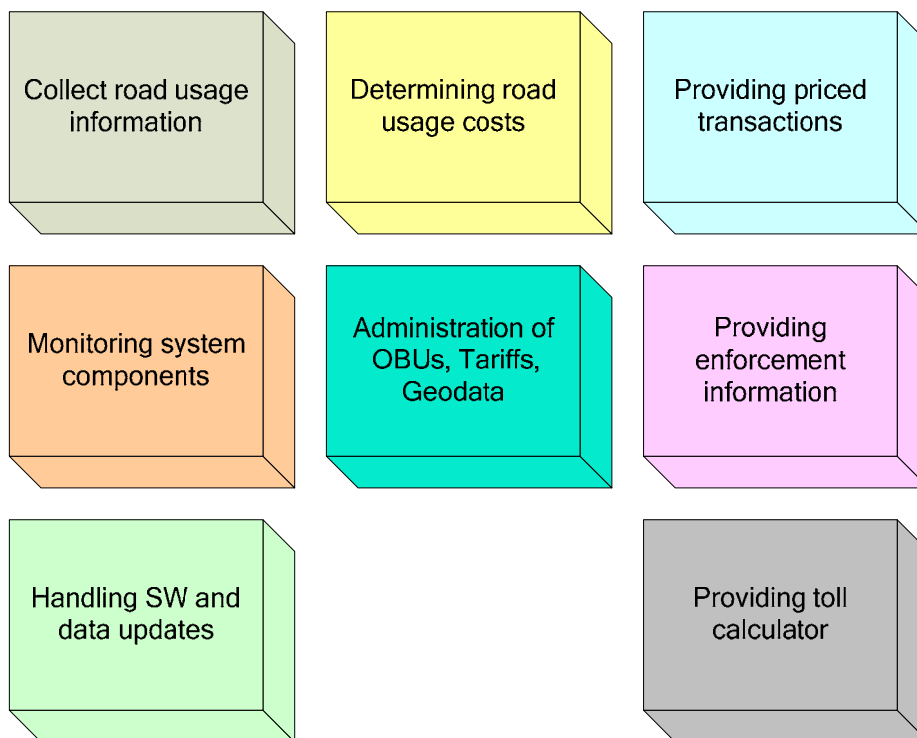 Collect road usage
information
Determining road
usage costs
Providing priced
transactions
Monitoring system
components
Administration of
OBUs, Tariffs,
Geodata
Providing
enforcement
information
Handling SW and
data updates
Providing toll
calculator